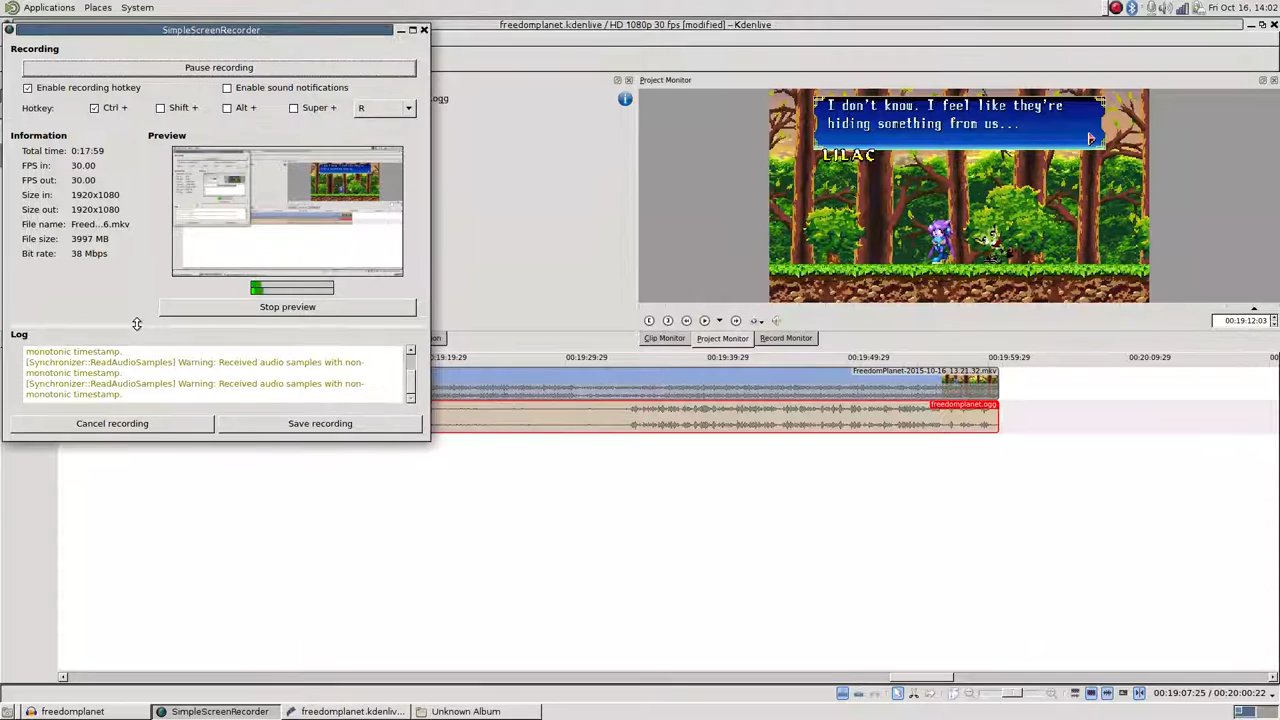 Applications Places System
Fri Oct 16, 14:02
freedomplanet.kdenlive / HD 1080p 30 fps [modified] – Kdenlive
SimpleScreenRecorder
Recording
Pause recording
Enable recording hotkey
Enable sound notifications
Hotkey: Ctrl + Shift + Alt + Super + R
Information
Total time: 0:17:59
FPS in: 30.00
FPS out: 30.00
Size in: 1920x1080
Size out: 1920x1080
File name: Freed...6.mkv
File size: 3997 MB
Bit rate: 38 Mbps
Preview
Stop preview
Log
monotonic timestamp.
[Synchronizer::ReadAudioSamples] Warning: Received audio samples with non-
monotonic timestamp.
[Synchronizer::ReadAudioSamples] Warning: Received audio samples with non-
monotonic timestamp.
Cancel recording
Save recording
ogg
Project Monitor
I don't know. I feel like they're
hiding something from us...
LILAC
00:19:12:03
Clip Monitor Project Monitor Record Monitor
00:19:19:29 00:19:29:29 00:19:39:29 00:19:49:29 00:19:59:29 00:20:09:29
FreedomPlanet-2015-10-16_13.21.32.mkv
freedomplanet.ogg
00:19:07:25 / 00:20:00:22
freedomplanet
SimpleScreenRecorder
freedomplanet.kdenliv...
Unknown Album